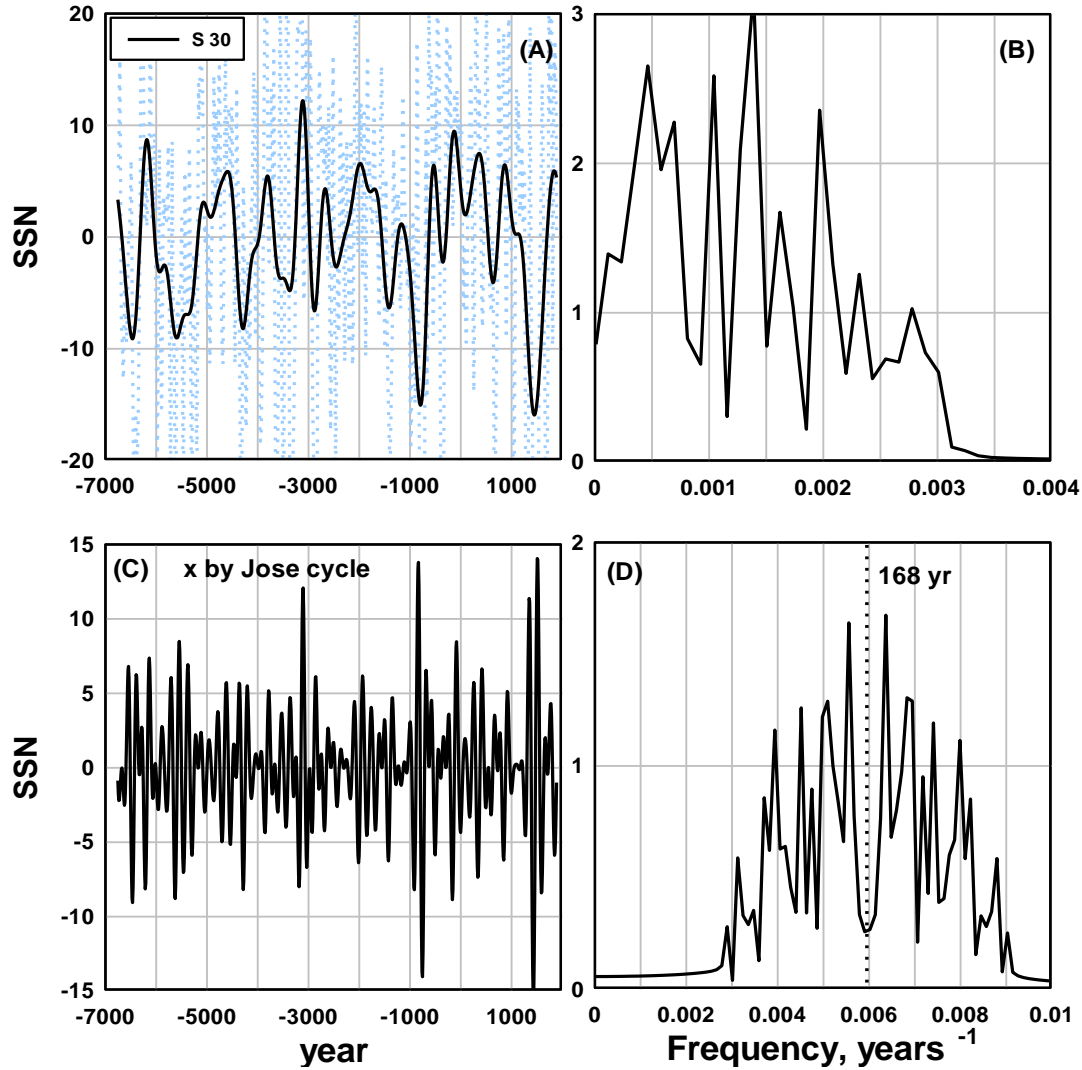 20
10
0
-10
-20
SSN
S 30
(A)
-7000 -5000 -3000 -1000 1000
3
2
1
0
(B)
0 0.001 0.002 0.003 0.004
15
10
5
0
-5
-10
-15
SSN
(C) x by Jose cycle
-7000 -5000 -3000 -1000 1000
year
2
1
0
(D)
168 yr
0 0.002 0.004 0.006 0.008 0.01
Frequency, years -1